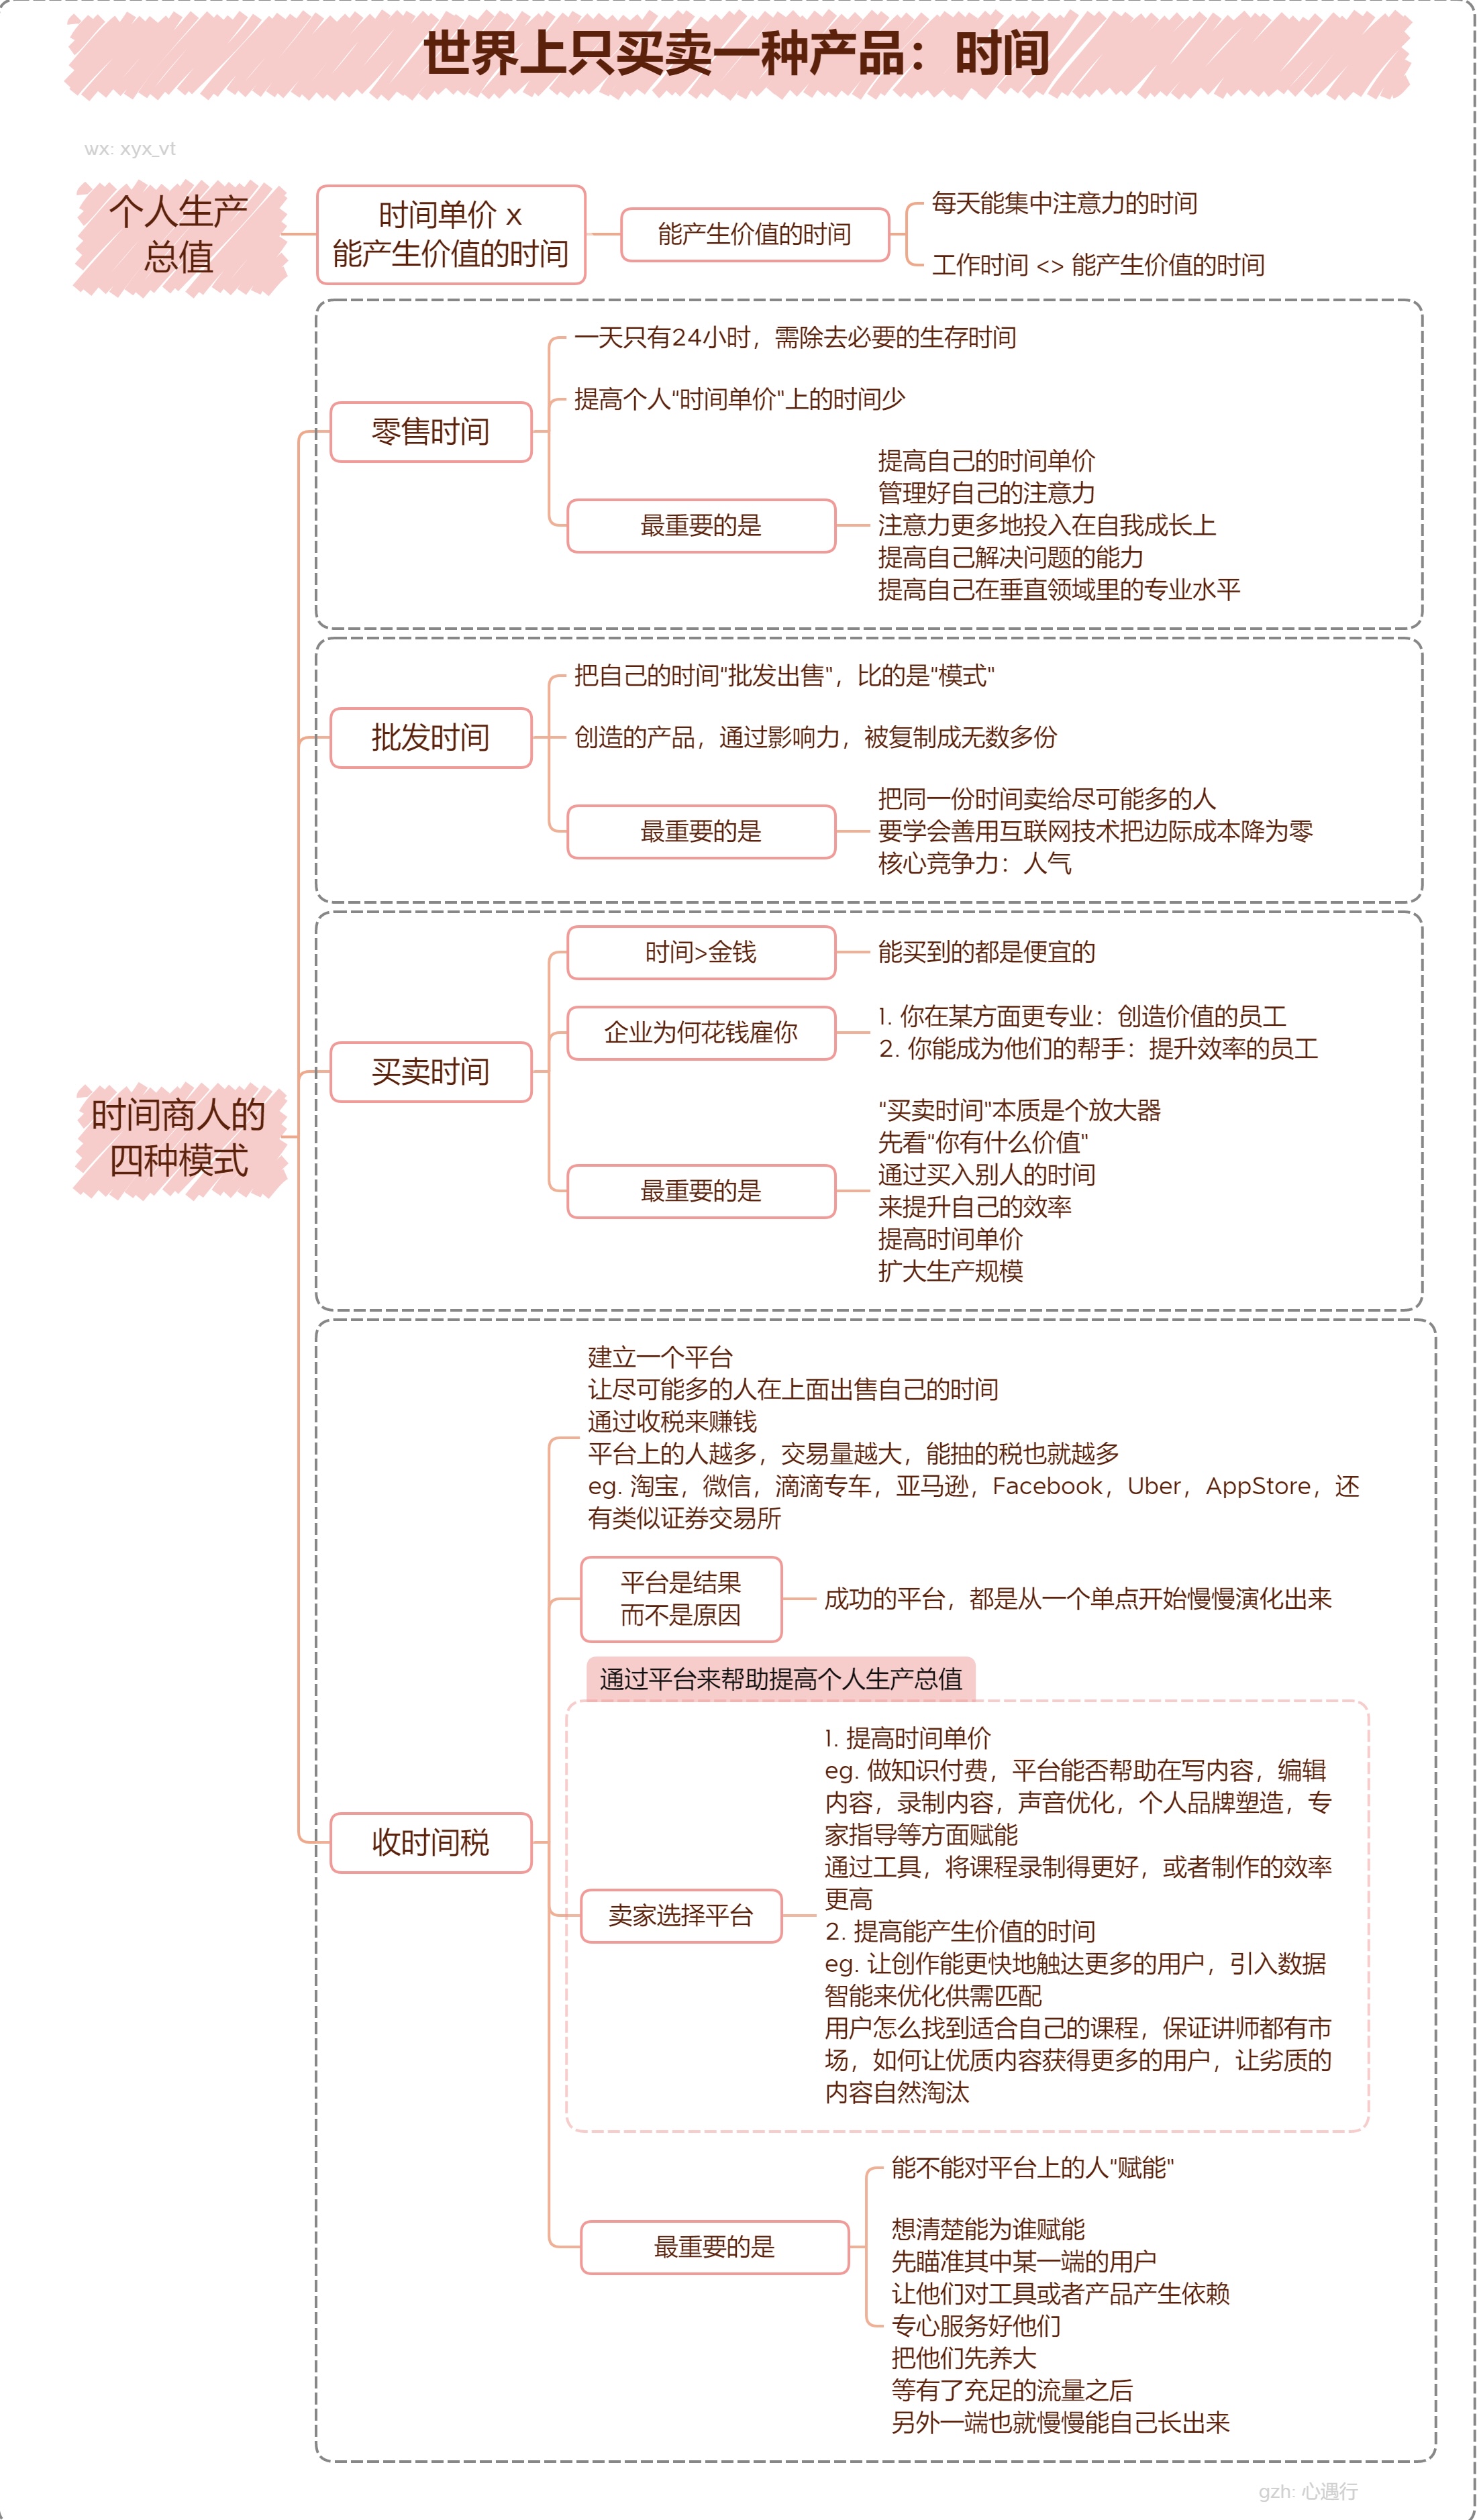 世界上只买卖一种产品：时间
wx: xyx_vt
个人生产
总值
时间单价 x
能产生价值的时间
能产生价值的时间
每天能集中注意力的时间
工作时间 <> 能产生价值的时间
时间商人的
四种模式
零售时间
一天只有24小时，需除去必要的生存时间
提高个人"时间单价"上的时间少
最重要的是
提高自己的时间单价
管理好自己的注意力
注意力更多地投入在自我成长上
提高自己解决问题的能力
提高自己在垂直领域里的专业水平
批发时间
把自己的时间"批发出售"，比的是"模式"
创造的产品，通过影响力，被复制成无数多份
最重要的是
把同一份时间卖给尽可能多的人
要学会善用互联网技术把边际成本降为零
核心竞争力：人气
买卖时间
时间>金钱
能买到的都是便宜的
企业为何花钱雇你
1. 你在某方面更专业：创造价值的员工
2. 你能成为他们的帮手：提升效率的员工
最重要的是
"买卖时间"本质是个放大器
先看"你有什么价值"
通过买入别人的时间
来提升自己的效率
提高时间单价
扩大生产规模
收时间税
建立一个平台
让尽可能多的人在上面出售自己的时间
通过收税来赚钱
平台上的人越多，交易量越大，能抽的税也就越多
eg. 淘宝，微信，滴滴专车，亚马逊，Facebook，Uber，AppStore，还
有类似证券交易所
平台是结果
而不是原因
成功的平台，都是从一个单点开始慢慢演化出来
通过平台来帮助提高个人生产总值
卖家选择平台
1. 提高时间单价
eg. 做知识付费，平台能否帮助在写内容，编辑
内容，录制内容，声音优化，个人品牌塑造，专
家指导等方面赋能
通过工具，将课程录制得更好，或者制作的效率
更高
2. 提高能产生价值的时间
eg. 让创作能更快地触达更多的用户，引入数据
智能来优化供需匹配
用户怎么找到适合自己的课程，保证讲师都有市
场，如何让优质内容获得更多的用户，让劣质的
内容自然淘汰
最重要的是
能不能对平台上的人"赋能"
想清楚能为谁赋能
先瞄准其中某一端的用户
让他们对工具或者产品产生依赖
专心服务好他们
把他们先养大
等有了充足的流量之后
另外一端也就慢慢能自己长出来
gzh: 心遇行